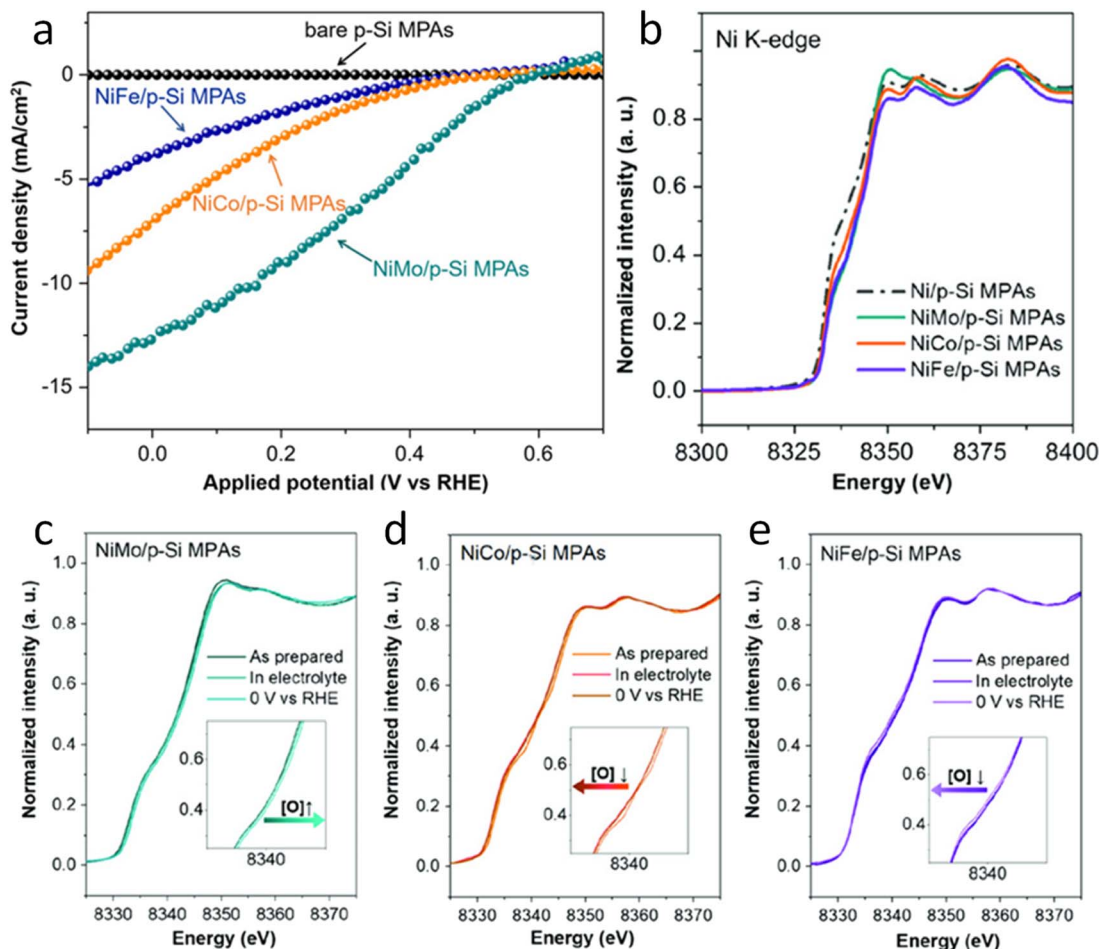 a
bare p-Si MPAs
NiFe/p-Si MPAs
NiCo/p-Si MPAs
NiMo/p-Si MPAs
0
-5
-10
-15
Current density (mA/cm²)
0.0 0.2 0.4 0.6
Applied potential (V vs RHE)
b
Ni K-edge
Ni/p-Si MPAs
NiMo/p-Si MPAs
NiCo/p-Si MPAs
NiFe/p-Si MPAs
0.8
0.6
0.4
0.2
0.0
Normalized intensity (a. u.)
8300 8325 8350 8375 8400
Energy (eV)
c
NiMo/p-Si MPAs
1.0
0.8
0.6
0.4
0.2
0.0
Normalized intensity (a. u.)
As prepared
In electrolyte
0 V vs RHE
0.6
0.4
[O]↑
8340
8330 8340 8350 8360 8370
Energy (eV)
d
NiCo/p-Si MPAs
1.0
0.8
0.6
0.4
0.2
0.0
Normalized intensity (a. u.)
As prepared
In electrolyte
0 V vs RHE
0.6
0.4
[O]↓
8340
8330 8340 8350 8360 8370
Energy (eV)
e
NiFe/p-Si MPAs
1.0
0.8
0.6
0.4
0.2
0.0
Normalized intensity (a. u.)
As prepared
In electrolyte
0 V vs RHE
0.6
0.4
[O]↓
8340
8330 8340 8350 8360 8370
Energy (eV)